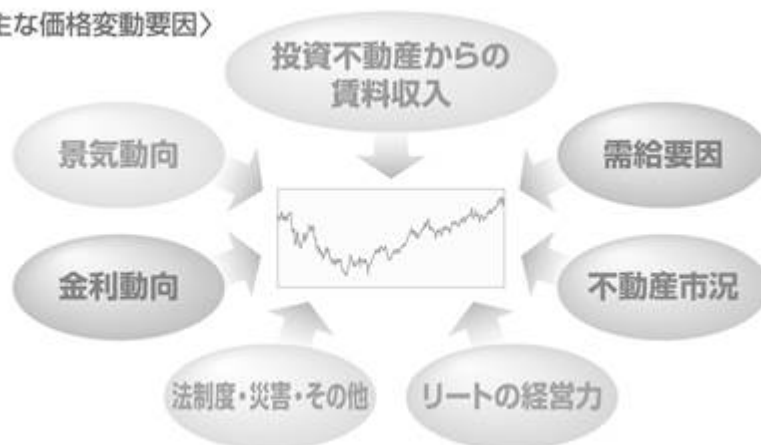 主な価格変動要因〉
投資不動産からの
賃料収入
景気動向
需給要因
金利動向
不動産市況
法制度・災害・その他
リートの経営力